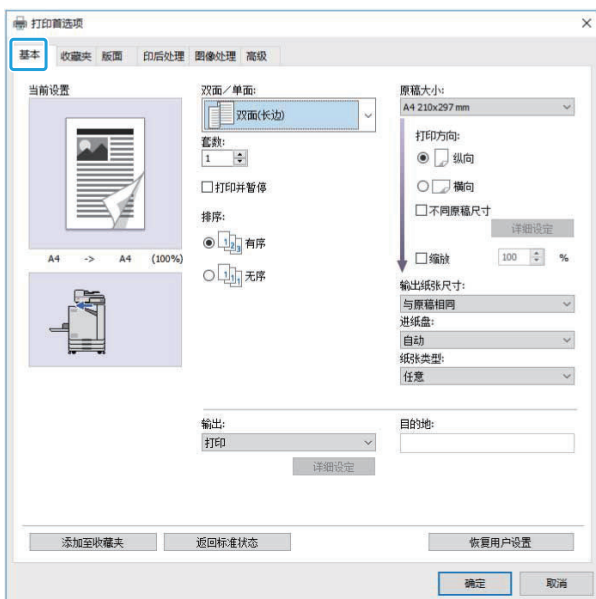 打印首选项
基本 收藏夹 版面 印后处理 图像处理 高级
当前设置
A4 -> A4 (100%)
双面/单面:
双面(长边)
套数:
1
打印并暂停
排序:
1 2 3 有序
1 1 1 无序
原稿大小:
A4 210x297 mm
打印方向:
纵向
横向
不同原稿尺寸
详细设定
缩放 100 %
输出纸张尺寸:
与原稿相同
进纸盘:
自动
纸张类型:
任意
输出:
打印
详细设定
目的地:
添加至收藏夹 返回标准状态 恢复用户设置
确定 取消